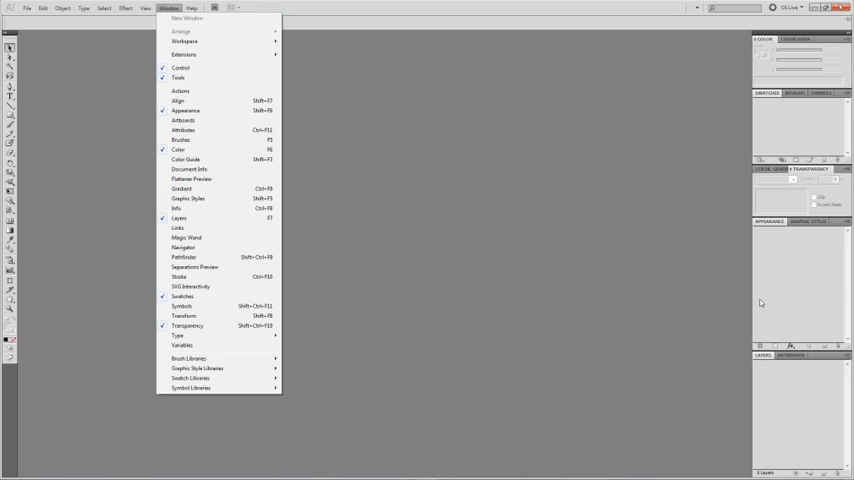 Ai File Edit Object Type Select Effect View Window Help Br CS Live
New Window
Arrange
Workspace
Extensions
Control
Tools
Actions
Align Shift+F7
Appearance Shift+F6
Artboards
Attributes Ctrl+F11
Brushes F5
Color F6
Color Guide Shift+F3
Document Info
Flattener Preview
Gradient Ctrl+F9
Graphic Styles Shift+F5
Info Ctrl+F8
Layers F7
Links
Magic Wand
Navigator
Pathfinder Shift+Ctrl+F9
Separations Preview
Stroke Ctrl+F10
SVG Interactivity
Swatches
Symbols Shift+Ctrl+F11
Transform Shift+F8
Transparency Shift+Ctrl+F10
Type
Variables
Brush Libraries
Graphic Style Libraries
Swatch Libraries
Symbol Libraries
COLOR COLOR GUIDE
SWATCHES BRUSHES SYMBOLS
TRANSPARENCY
Clip
Invert Mask
APPEARANCE GRAPHIC STYLES
LAYERS ARTBOARDS
0 Layers